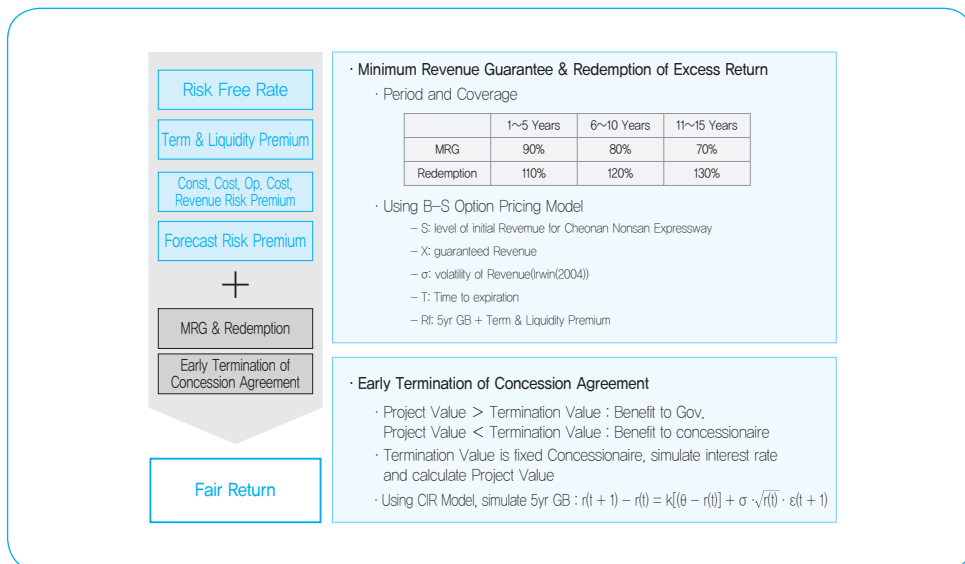 Risk Free Rate
Term & Liquidity Premium
Const. Cost, Op. Cost,
Revenue Risk Premium
Forecast Risk Premium
+
MRG & Redemption
Early Termination of
Concession Agreement
Fair Return
· Minimum Revenue Guarantee & Redemption of Excess Return
· Period and Coverage
1~5 Years 6~10 Years 11~15 Years
MRG 90% 80% 70%
Redemption 110% 120% 130%
· Using B-S Option Pricing Model
- S: level of initial Revemue for Cheonan Nonsan Expressway
- X: guaranteed Revenue
- σ: volatility of Revenue(Irwin(2004))
- T: Time to expiration
- Rf: 5yr GB + Term & Liquidity Premium
· Early Termination of Concession Agreement
· Project Value > Termination Value : Benefit to Gov.
Project Value < Termination Value : Benefit to concessionaire
· Termination Value is fixed Concessionaire, simulate interest rate
and calculate Project Value
· Using CIR Model, simulate 5yr GB : r(t + 1) − r(t) = k[(θ − r(t)] + σ ·√r(t) · ε(t + 1)